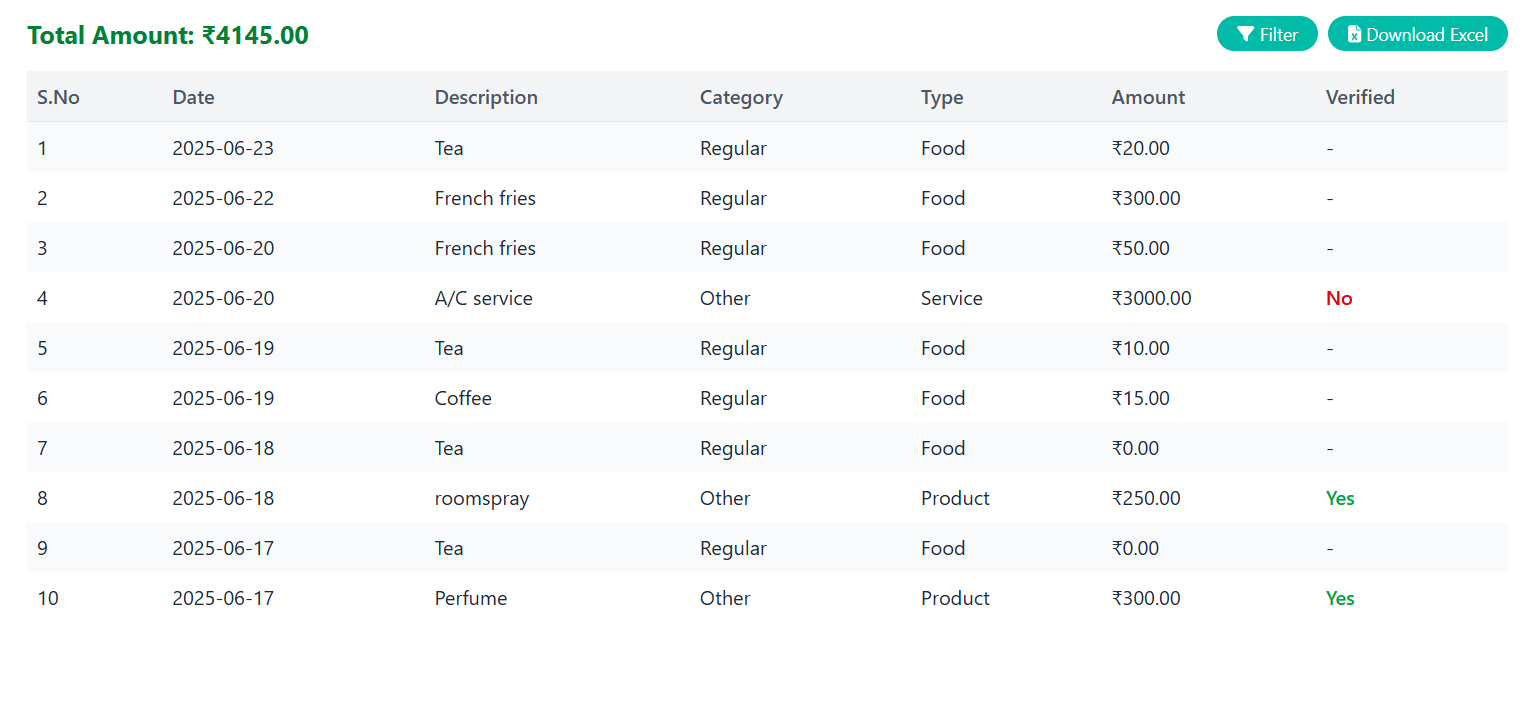 Total Amount: ₹4145.00 Filter Download Excel
S.No Date Description Category Type Amount Verified
1 2025-06-23 Tea Regular Food ₹20.00 -
2 2025-06-22 French fries Regular Food ₹300.00 -
3 2025-06-20 French fries Regular Food ₹50.00 -
4 2025-06-20 A/C service Other Service ₹3000.00 No
5 2025-06-19 Tea Regular Food ₹10.00 -
6 2025-06-19 Coffee Regular Food ₹15.00 -
7 2025-06-18 Tea Regular Food ₹0.00 -
8 2025-06-18 roomspray Other Product ₹250.00 Yes
9 2025-06-17 Tea Regular Food ₹0.00 -
10 2025-06-17 Perfume Other Product ₹300.00 Yes